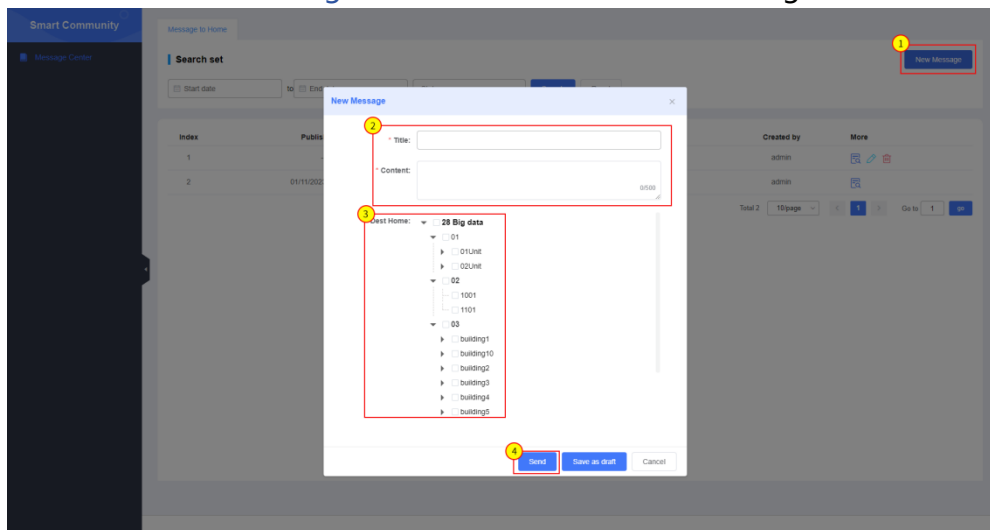 Smart Community
Message to Home
Message Center
Search set
1
New Message
Start date
to
End
New Message
Index
Publis
2
* Title:
Created by
More
1
-
* Content:
admin
2
01/11/202
0/500
admin
3
Dest Home:
28 Big data
Total 2
10/page
1
Go to
1
go
01
01Unit
02Unit
02
1001
1101
03
building1
building10
building2
building3
building4
building5
4
Send
Save as draft
Cancel